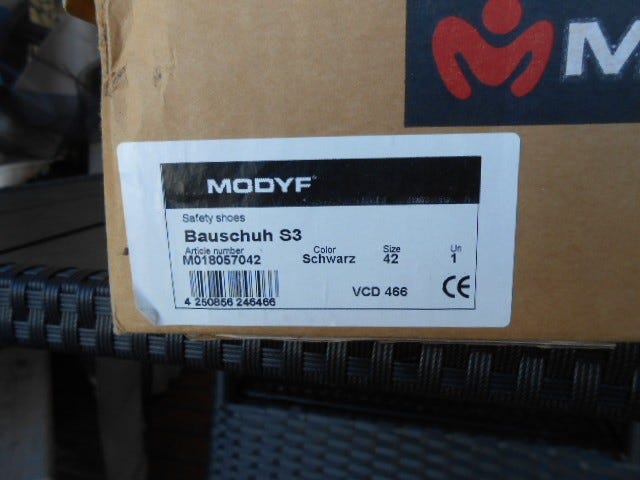 M
MODYF®
Safety shoes
Bauschuh S3
Article number Color Size Un
M018057042 Schwarz 42 1
4 250856 246466
VCD 466 CE